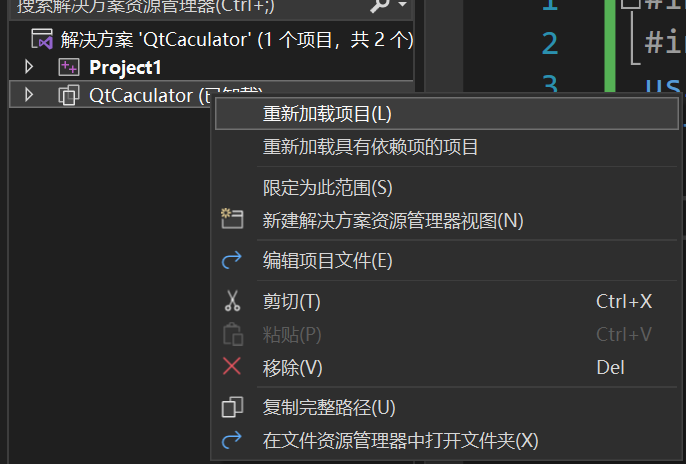 搜索解决方案资源管理器(Ctrl+;)
解决方案 'QtCaculator' (1 个项目，共 2 个)
Project1
QtCaculator (已卸载)
1
#i
2
#i
3
us
重新加载项目(L)
重新加载具有依赖项的项目
限定为此范围(S)
新建解决方案资源管理器视图(N)
编辑项目文件(E)
剪切(T) Ctrl+X
粘贴(P) Ctrl+V
移除(V) Del
复制完整路径(U)
在文件资源管理器中打开文件夹(X)